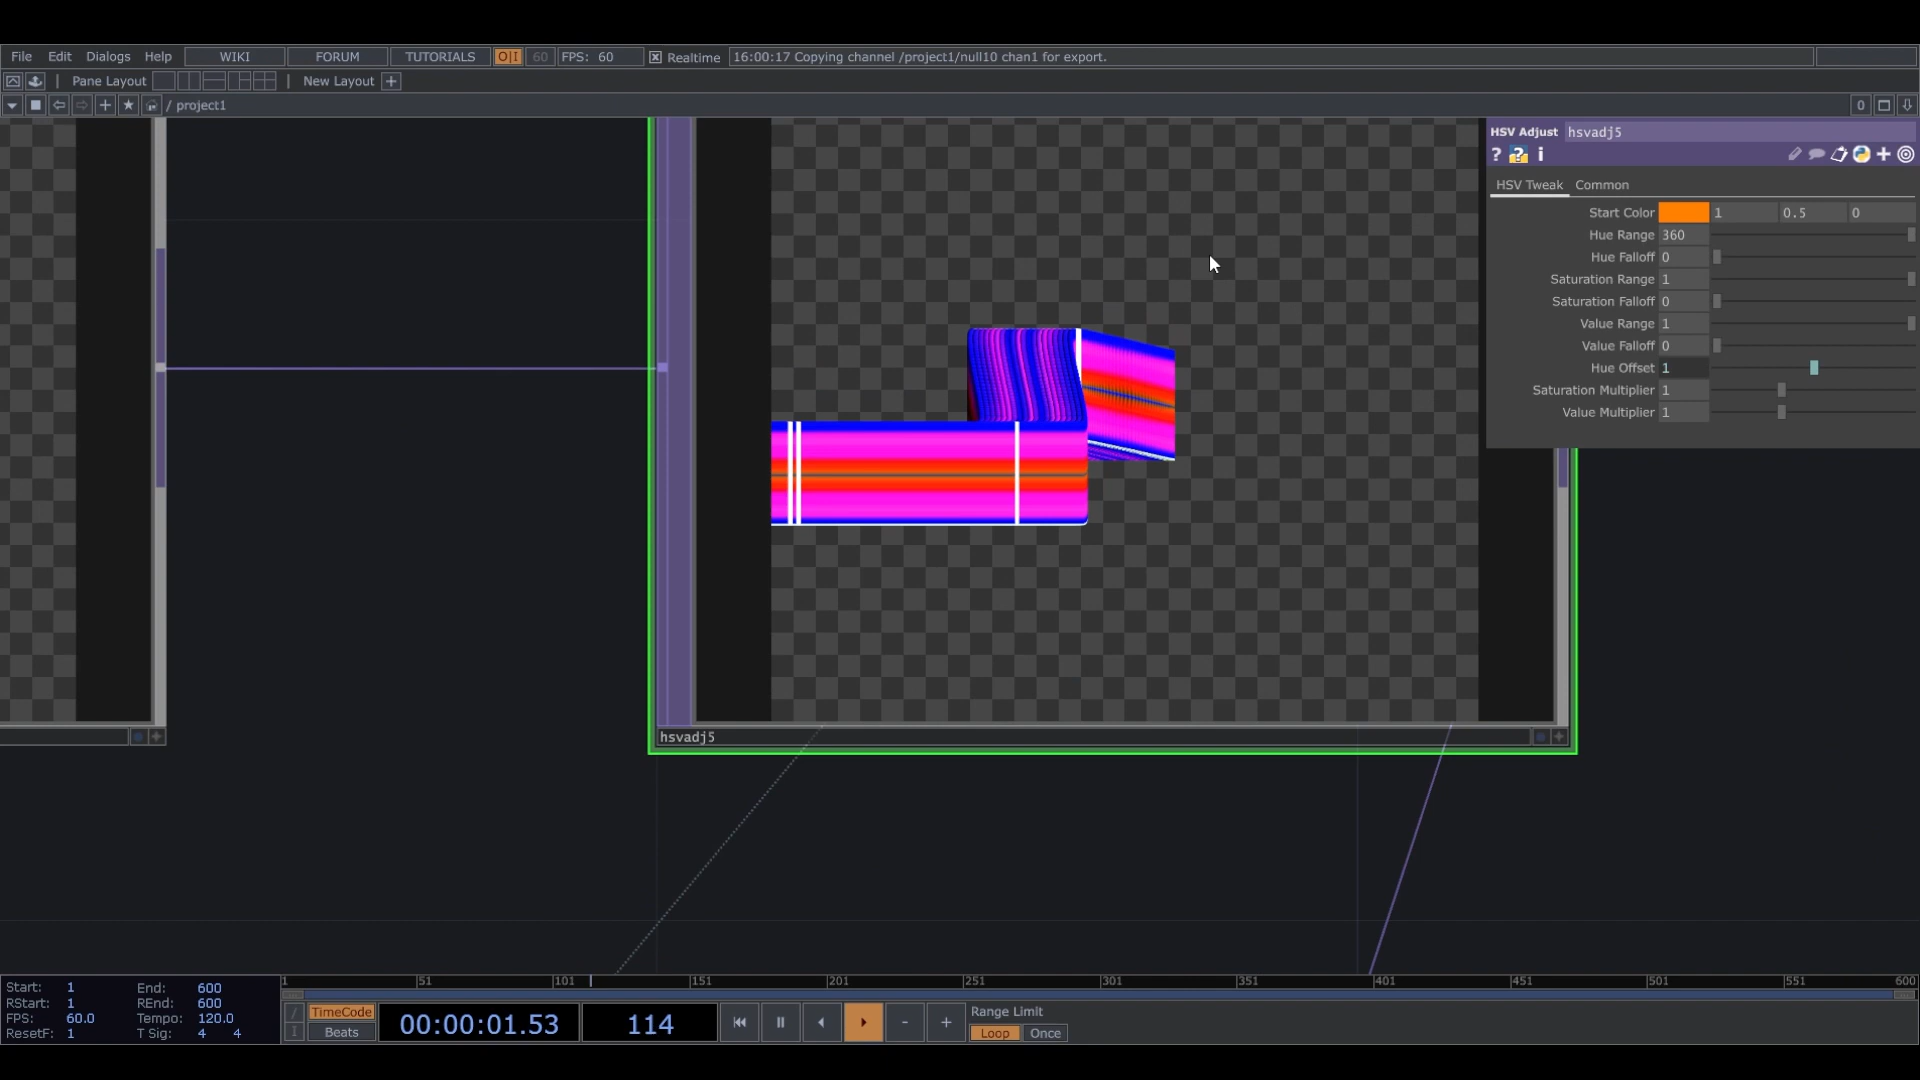 File Edit Dialogs Help WIKI FORUM TUTORIALS O|I 60 FPS: 60 Realtime 16:00:17 Copying channel /project1/null10 chan1 for export.
Pane Layout New Layout +
/ project1 0
HSV Adjust hsvadj5
? ? i
HSV Tweak Common
Start Color 1 0.5 0
Hue Range 360
Hue Falloff 0
Saturation Range 1
Saturation Falloff 0
Value Range 1
Value Falloff 0
Hue Offset 1
Saturation Multiplier 1
Value Multiplier 1
hsvadj5
1 51 101 151 201 251 301 351 401 451 501 551 600
Start: 1 End: 600
RStart: 1 REnd: 600
FPS: 60.0 Tempo: 120.0
ResetF: 1 T Sig: 4 4
/ TimeCode
I Beats
00:00:01.53 114 - +
Range Limit
Loop Once